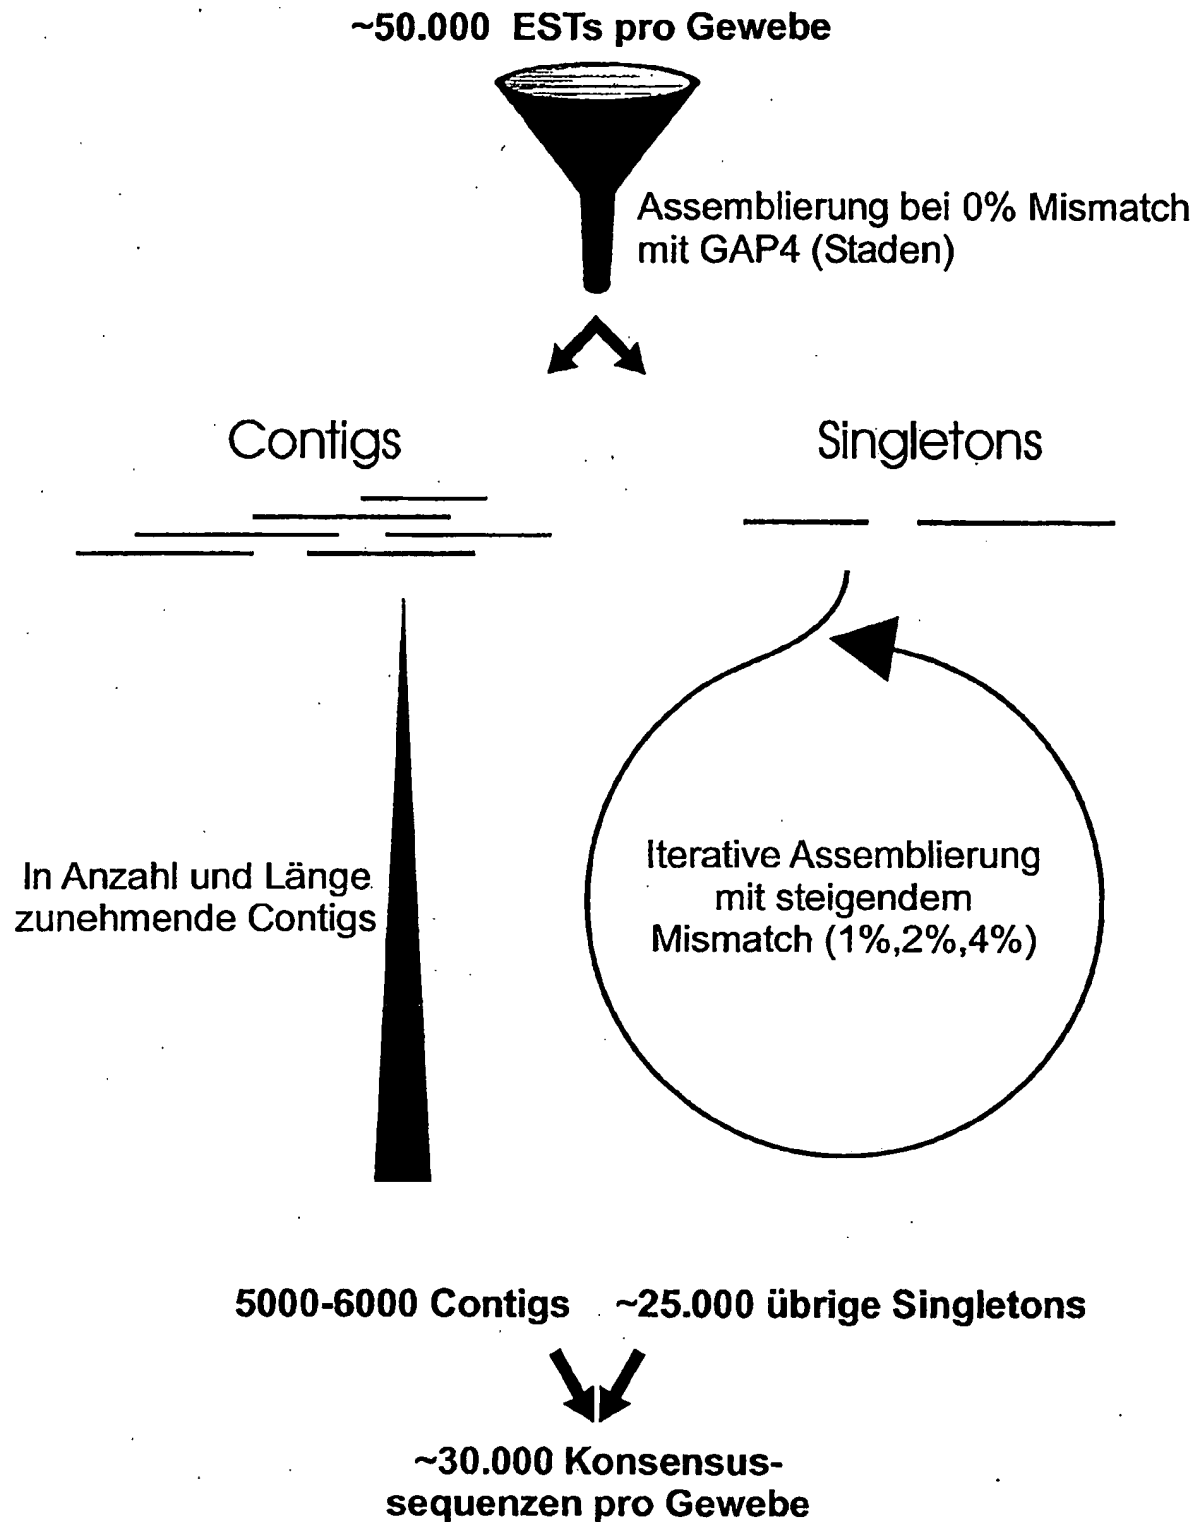 ~50.000 ESTs pro Gewebe
Assemblierung bei 0% Mismatch
mit GAP4 (Staden)
Contigs
Singletons
In Anzahl und Länge
zunehmende Contigs
Iterative Assemblierung
mit steigendem
Mismatch (1%,2%,4%)
5000-6000 Contigs
~25.000 übrige Singletons
~30.000 Konsensus-
sequenzen pro Gewebe